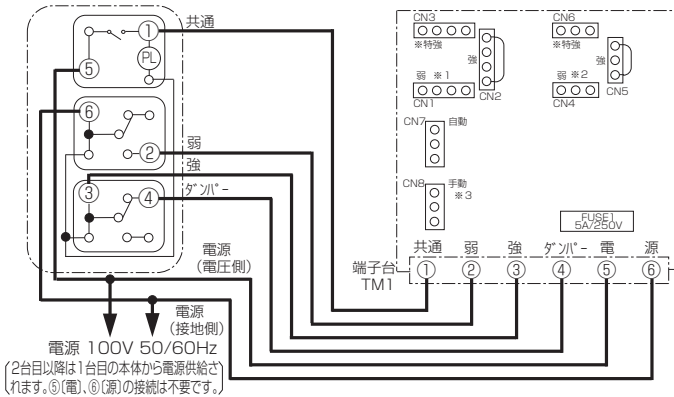 共通
①
PL
⑤
⑥
②
弱
強
③
④
ダンパー
電源
(電圧側)
電源
(接地側)
電源 100V 50/60Hz
(2台目以降は1台目の本体から電源供給さ
れます。⑤(電)、⑥(源)の接続は不要です。)
CN3
※特強
強
CN2
弱 ※1
CN1
CN6
※特強
強
CN5
弱 ※2
CN4
CN7 自動
CN8 手動
※3
FUSE1
5A/250V
共通 弱 強 ダンパー 電 源
端子台
TM1
① ② ③ ④ ⑤ ⑥